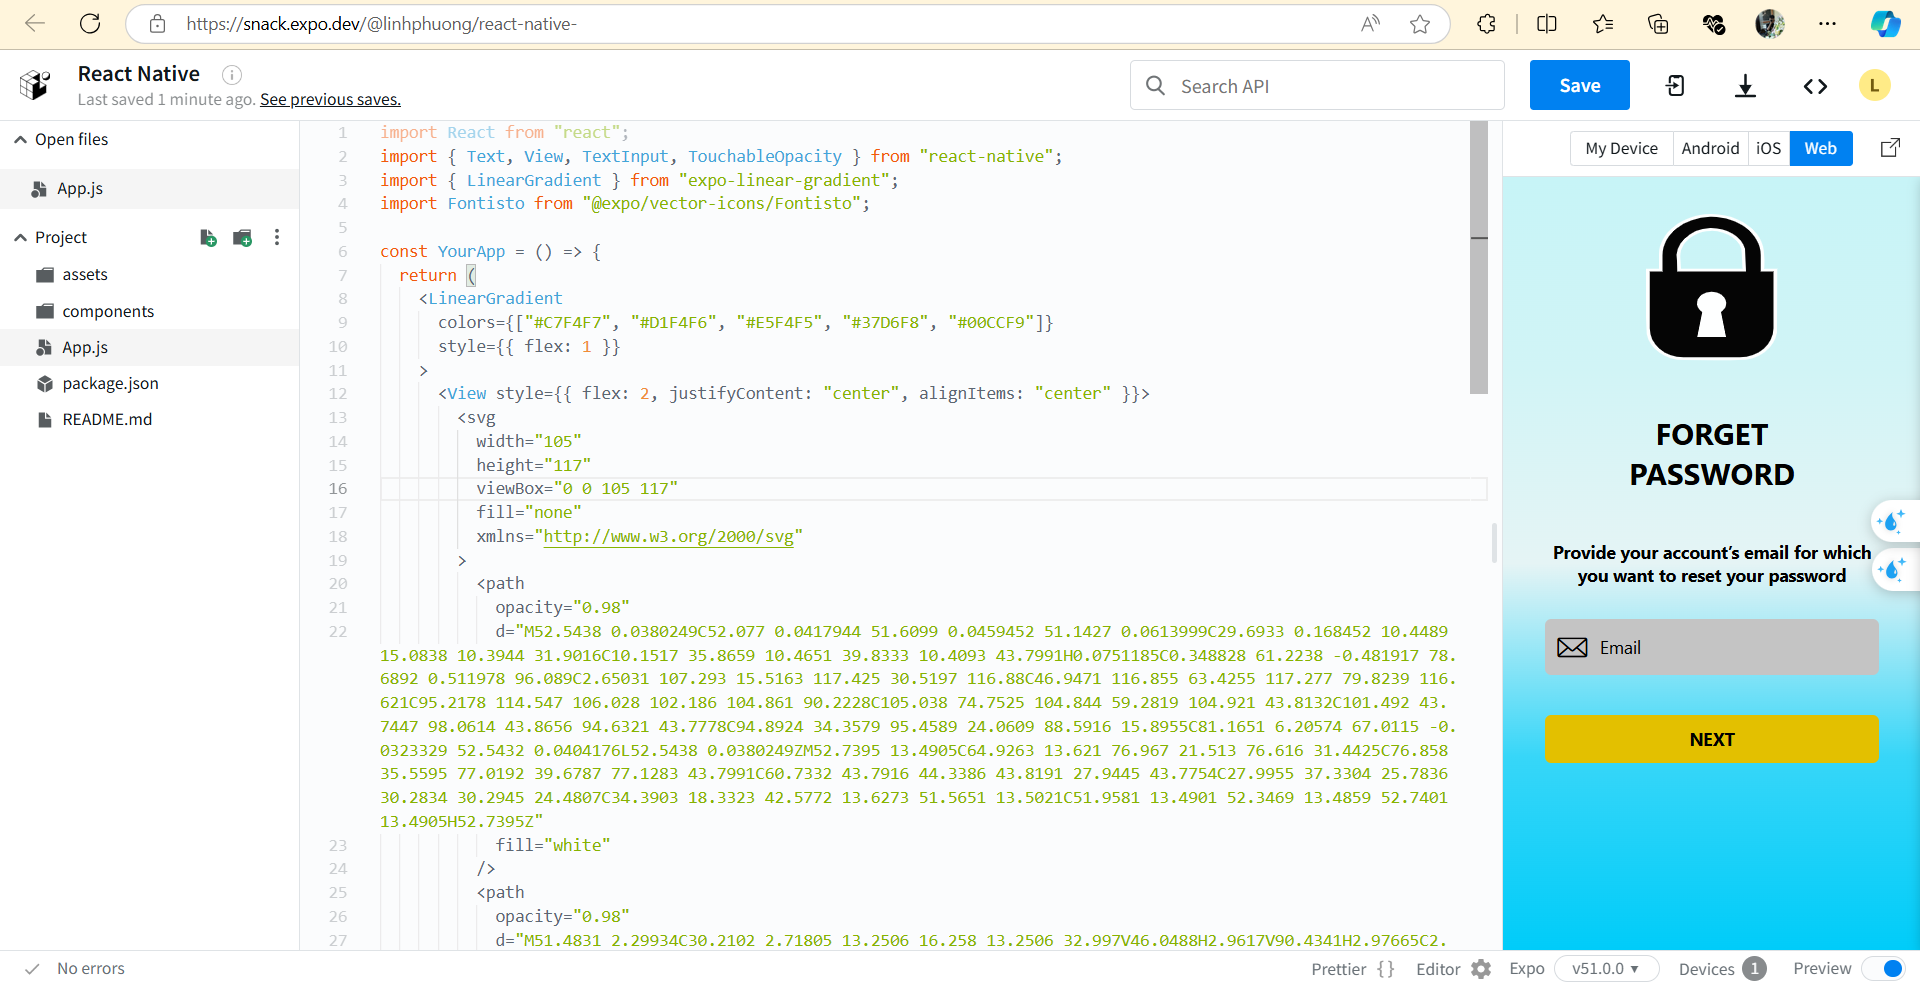 https://snack.expo.dev/@linhphuong/react-native-
React Native
Last saved 1 minute ago. See previous saves.
Search API
Save
L
Open files
App.js
Project
assets
components
App.js
package.json
README.md
1 import React from "react";
2 import { Text, View, TextInput, TouchableOpacity } from "react-native";
3 import { LinearGradient } from "expo-linear-gradient";
4 import Fontisto from "@expo/vector-icons/Fontisto";
5
6 const YourApp = () => {
7 return (
8 <LinearGradient
9 colors={["#C7F4F7", "#D1F4F6", "#E5F4F5", "#37D6F8", "#00CCF9"]}
10 style={{ flex: 1 }}
11 >
12 <View style={{ flex: 2, justifyContent: "center", alignItems: "center" }}>
13 <svg
14 width="105"
15 height="117"
16 viewBox="0 0 105 117"
17 fill="none"
18 xmlns="http://www.w3.org/2000/svg"
19 >
20 <path
21 opacity="0.98"
22 d="M52.5438 0.0380249C52.077 0.0417944 51.6099 0.0459452 51.1427 0.0613999C29.6933 0.168452 10.4489
15.0838 10.3944 31.9016C10.1517 35.8659 10.4651 39.8333 10.4093 43.7991H0.0751185C0.348828 61.2238 -0.481917 78.
6892 0.511978 96.089C2.65031 107.293 15.5163 117.425 30.5197 116.88C46.9471 116.855 63.4255 117.277 79.8239 116.
621C95.2178 114.547 106.028 102.186 104.861 90.2228C105.038 74.7525 104.844 59.2819 104.921 43.8132C101.492 43.
7447 98.0614 43.8656 94.6321 43.7778C94.8924 34.3579 95.4589 24.0609 88.5916 15.8955C81.1651 6.20574 67.0115 -0.
0323329 52.5432 0.0404176L52.5438 0.0380249ZM52.7395 13.4905C64.9263 13.621 76.967 21.513 76.616 31.4425C76.858
35.5595 77.0192 39.6787 77.1283 43.7991C60.7332 43.7916 44.3386 43.8191 27.9445 43.7754C27.9955 37.3304 25.7836
30.2834 30.2945 24.4807C34.3903 18.3323 42.5772 13.6273 51.5651 13.5021C51.9581 13.4901 52.3469 13.4859 52.7401
13.4905H52.7395Z"
23 fill="white"
24 />
25 <path
26 opacity="0.98"
27 d="M51.4831 2.29934C30.2102 2.71805 13.2506 16.258 13.2506 32.997V46.0488H2.9617V90.4341H2.97665C2.
My Device
Android
iOS
Web
FORGET
PASSWORD
Provide your account's email for which
you want to reset your password
Email
NEXT
No errors
Prettier {}
Editor
Expo
v51.0.0
Devices 1
Preview